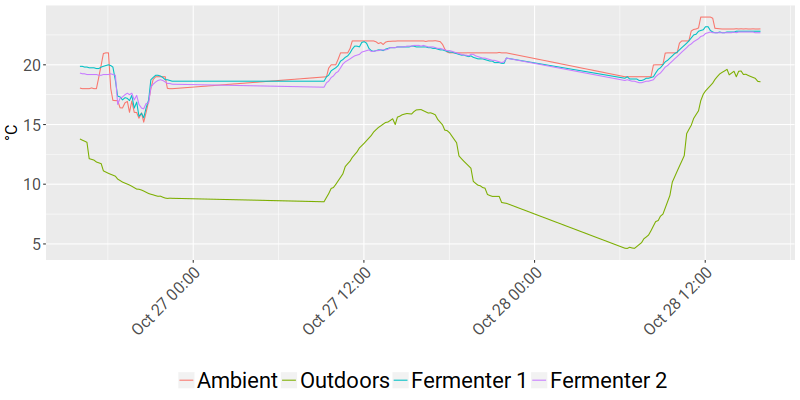 °C
20
15
10
5
Oct 27 00:00
Oct 27 12:00
Oct 28 00:00
Oct 28 12:00
Ambient Outdoors Fermenter 1 Fermenter 2